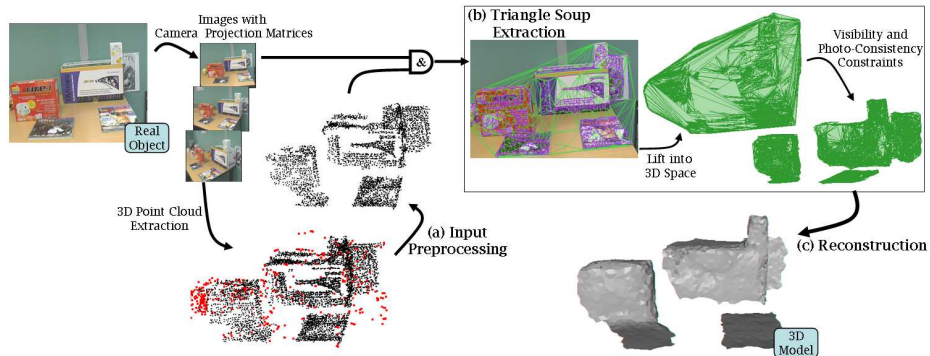 Images with
Camera Projection Matrices
Real
Object
&
(b) Triangle Soup
Extraction
Visibility and
Photo-Consistency
Constraints
Lift into
3D Space
3D Point Cloud
Extraction
(a) Input
Preprocessing
(c) Reconstruction
3D
Model